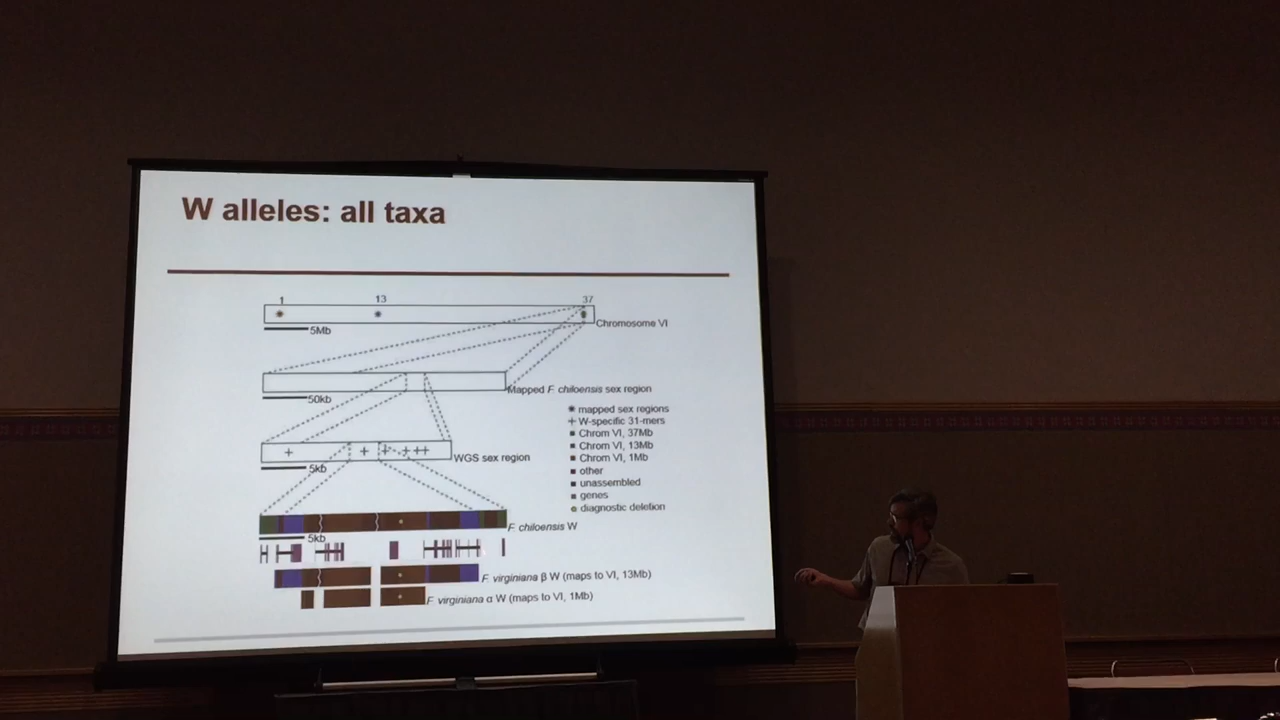 W alleles: all taxa
1 13 37
Chromosome VI
5Mb
Mapped F. chiloensis sex region
50kb
mapped sex regions
W-specific 31-mers
Chrom VI, 37Mb
Chrom VI, 13Mb
Chrom VI, 1Mb
other
unassembled
genes
diagnostic deletion
WGS sex region
5kb
F. chiloensis W
5kb
F. virginiana β W (maps to VI, 13Mb)
F. virginiana α W (maps to VI, 1Mb)